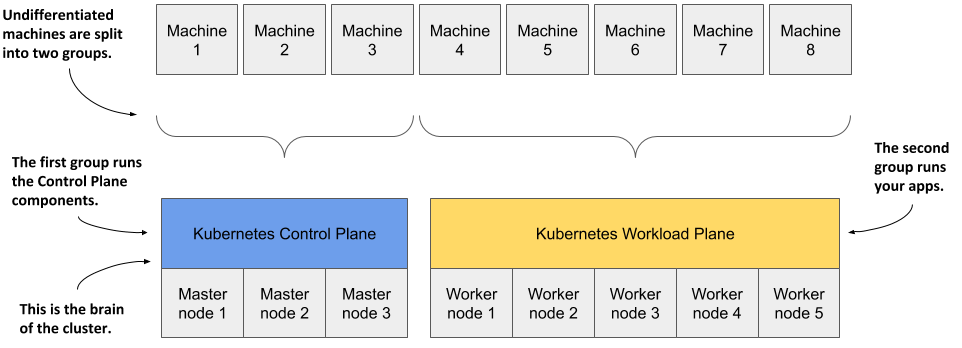 Undifferentiated
machines are split
into two groups.
Machine
1
Machine
2
Machine
3
Machine
4
Machine
5
Machine
6
Machine
7
Machine
8
The first group runs
the Control Plane
components.
The second
group runs
your apps.
Kubernetes Control Plane
Kubernetes Workload Plane
This is the brain
of the cluster.
Master
node 1
Master
node 2
Master
node 3
Worker
node 1
Worker
node 2
Worker
node 3
Worker
node 4
Worker
node 5